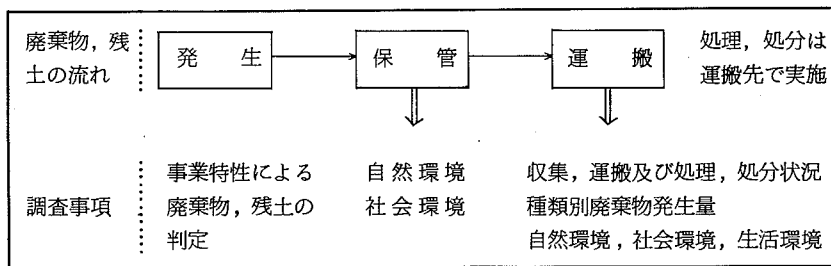 廃棄物，残
土の流れ
発　生
保　管
運　搬
処理，処分は
運搬先で実施
調査事項
事業特性による
廃棄物，残土の
判定
自然環境
社会環境
収集，運搬及び処理，処分状況
種類別廃棄物発生量
自然環境，社会環境，生活環境